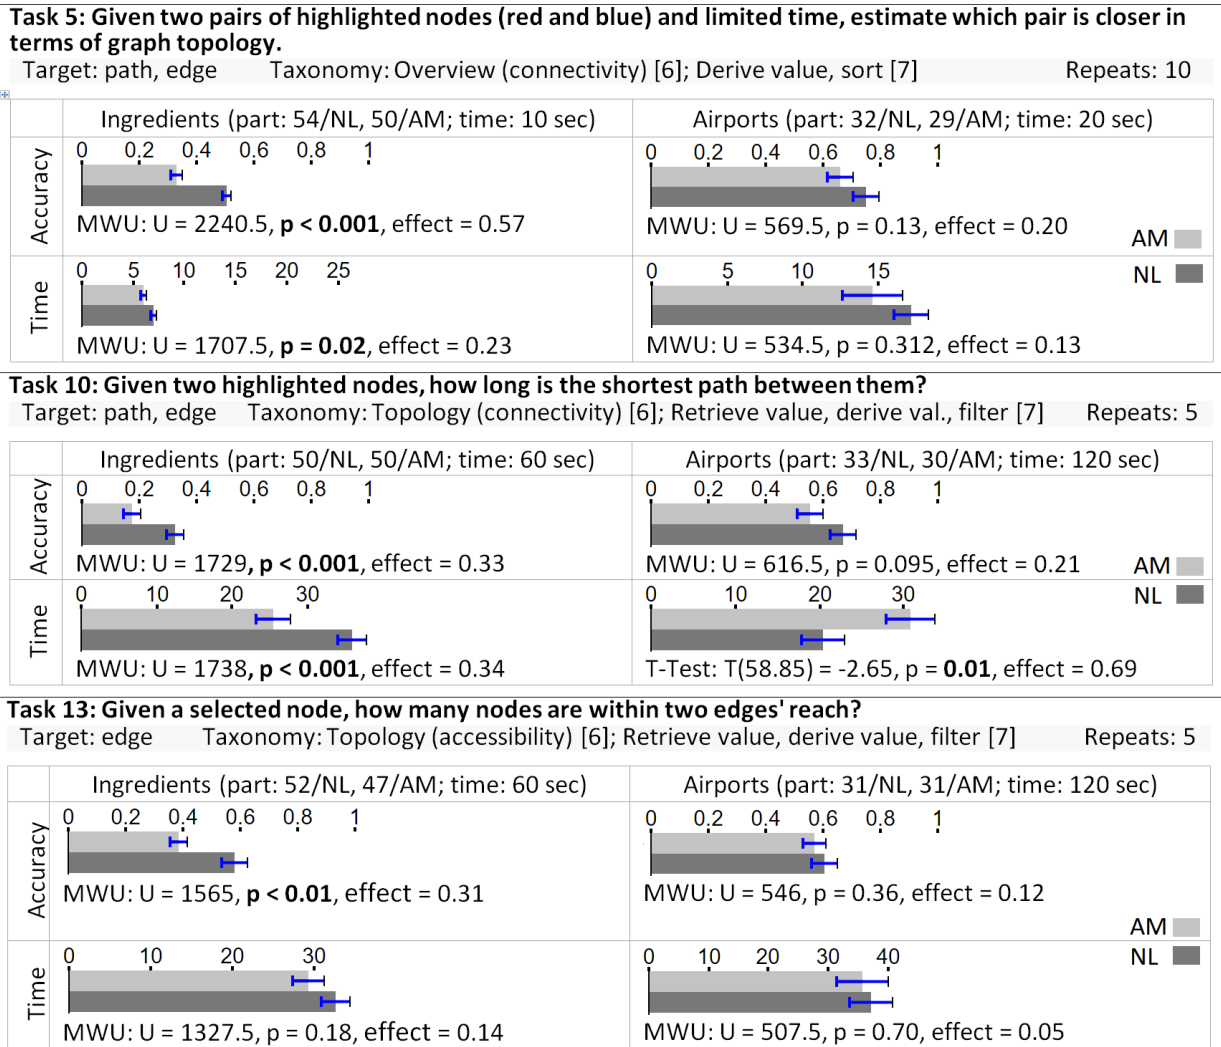 Task 5: Given two pairs of highlighted nodes (red and blue) and limited time, estimate which pair is closer in
terms of graph topology.
Target: path, edge Taxonomy: Overview (connectivity) [6]; Derive value, sort [7] Repeats: 10
Ingredients (part: 54/NL, 50/AM; time: 10 sec) Airports (part: 32/NL, 29/AM; time: 20 sec)
Accuracy
0 0.2 0.4 0.6 0.8 1
0 0.2 0.4 0.6 0.8 1
MWU: U = 2240.5, p < 0.001, effect = 0.57
MWU: U = 569.5, p = 0.13, effect = 0.20
AM
NL
Time
0 5 10 15 20 25
0 5 10 15
MWU: U = 1707.5, p = 0.02, effect = 0.23
MWU: U = 534.5, p = 0.312, effect = 0.13
Task 10: Given two highlighted nodes, how long is the shortest path between them?
Target: path, edge Taxonomy: Topology (connectivity) [6]; Retrieve value, derive val., filter [7] Repeats: 5
Ingredients (part: 50/NL, 50/AM; time: 60 sec) Airports (part: 33/NL, 30/AM; time: 120 sec)
Accuracy
0 0.2 0.4 0.6 0.8 1
0 0.2 0.4 0.6 0.8 1
MWU: U = 1729, p < 0.001, effect = 0.33
MWU: U = 616.5, p = 0.095, effect = 0.21
AM
NL
Time
0 10 20 30
0 10 20 30
MWU: U = 1738, p < 0.001, effect = 0.34
T-Test: T(58.85) = -2.65, p = 0.01, effect = 0.69
Task 13: Given a selected node, how many nodes are within two edges' reach?
Target: edge Taxonomy: Topology (accessibility) [6]; Retrieve value, derive value, filter [7] Repeats: 5
Ingredients (part: 52/NL, 47/AM; time: 60 sec) Airports (part: 31/NL, 31/AM; time: 120 sec)
Accuracy
0 0.2 0.4 0.6 0.8 1
0 0.2 0.4 0.6 0.8 1
MWU: U = 1565, p < 0.01, effect = 0.31
MWU: U = 546, p = 0.36, effect = 0.12
AM
NL
Time
0 10 20 30
0 10 20 30 40
MWU: U = 1327.5, p = 0.18, effect = 0.14
MWU: U = 507.5, p = 0.70, effect = 0.05